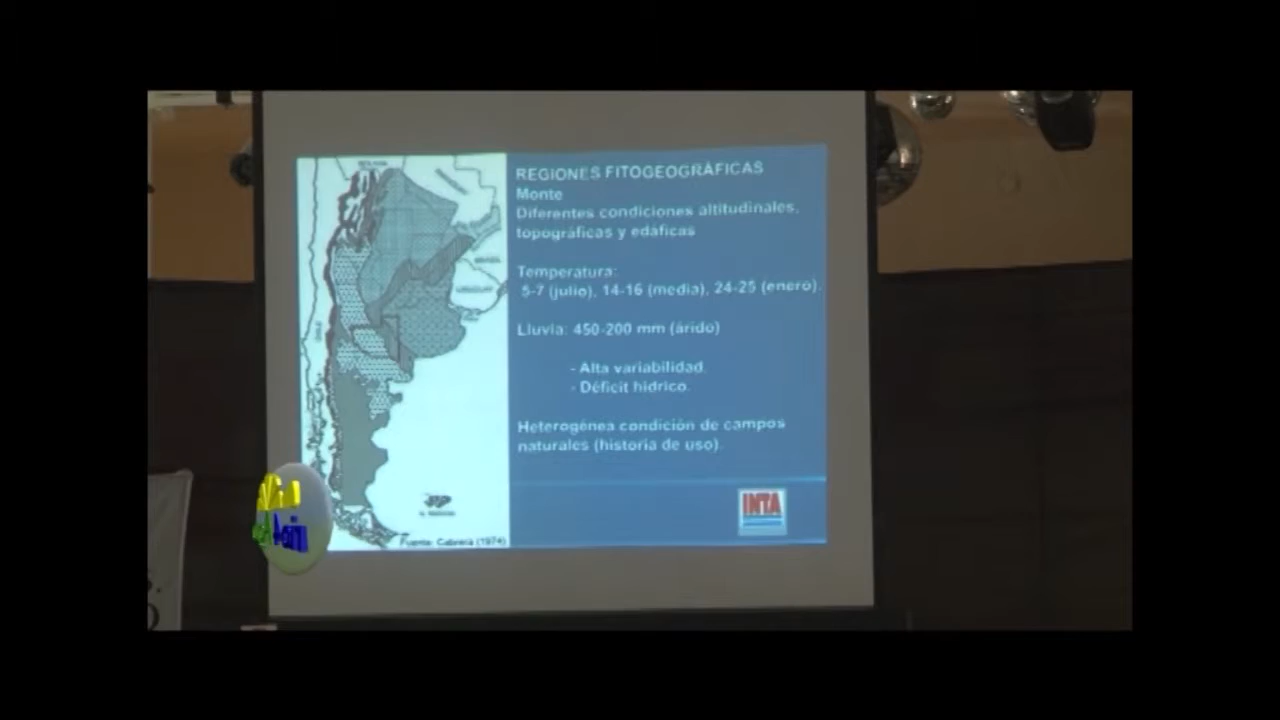 REGIONES FITOGEOGRÁFICAS
Monte
Diferentes condiciones altitudinales,
topográficas y edáficas
Temperatura:
5-7 (julio), 14-16 (media), 24-25 (enero).
Lluvia: 450-200 mm (árido)
- Alta variabilidad.
- Déficit hídrico.
Heterogénea condición de campos
naturales (historia de uso).
INTA
Fuente: Cabrera (1974)